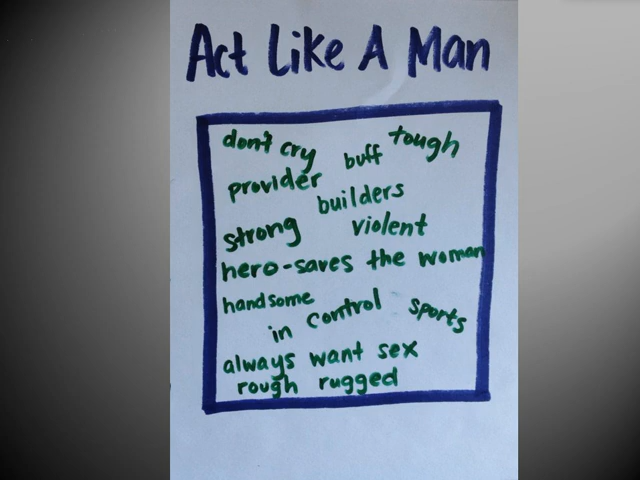 Act Like A Man
don't cry buff tough
provider
builders
strong violent
hero-saves the woman
handsome
in control sports
always want sex
rough rugged